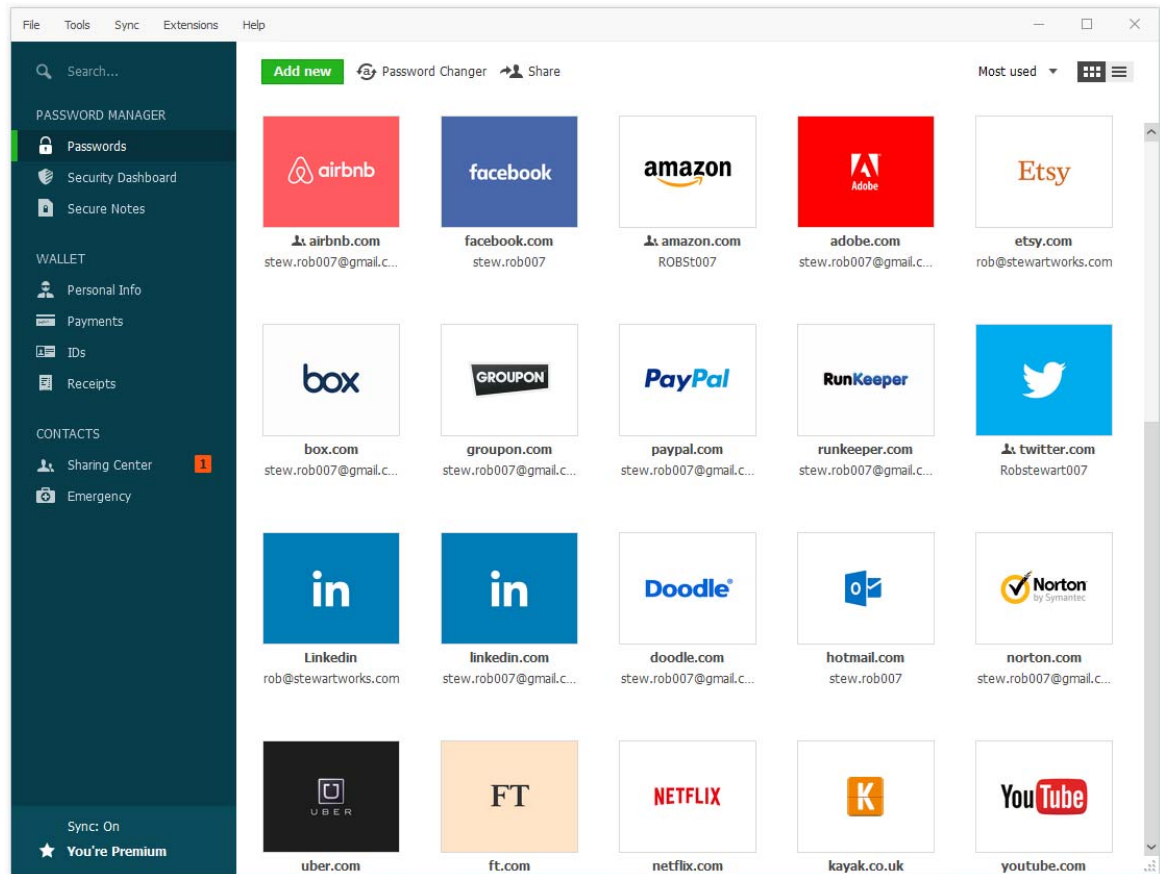 File Tools Sync Extensions Help
Search...
Add new Password Changer Share Most used
PASSWORD MANAGER
Passwords
Security Dashboard
Secure Notes
WALLET
Personal Info
Payments
IDs
Receipts
CONTACTS
Sharing Center 1
Emergency
Sync: On
You're Premium
airbnb facebook amazon Adobe Etsy
airbnb.com facebook.com amazon.com adobe.com etsy.com
stew.rob007@gmail.c... stew.rob007 ROBSt007 stew.rob007@gmail.c... rob@stewartworks.com
box GROUPON PayPal RunKeeper
box.com groupon.com paypal.com runkeeper.com twitter.com
stew.rob007@gmail.c... stew.rob007@gmail.c... stew.rob007@gmail.c... stew.rob007@gmail.c... Robstewart007
in in Doodle Norton
by Symantec
Linkedin linkedin.com doodle.com hotmail.com norton.com
rob@stewartworks.com stew.rob007@gmail.c... stew.rob007@gmail.c... stew.rob007 stew.rob007@gmail.c...
UBER FT NETFLIX K YouTube
uber.com ft.com netflix.com kayak.co.uk youtube.com